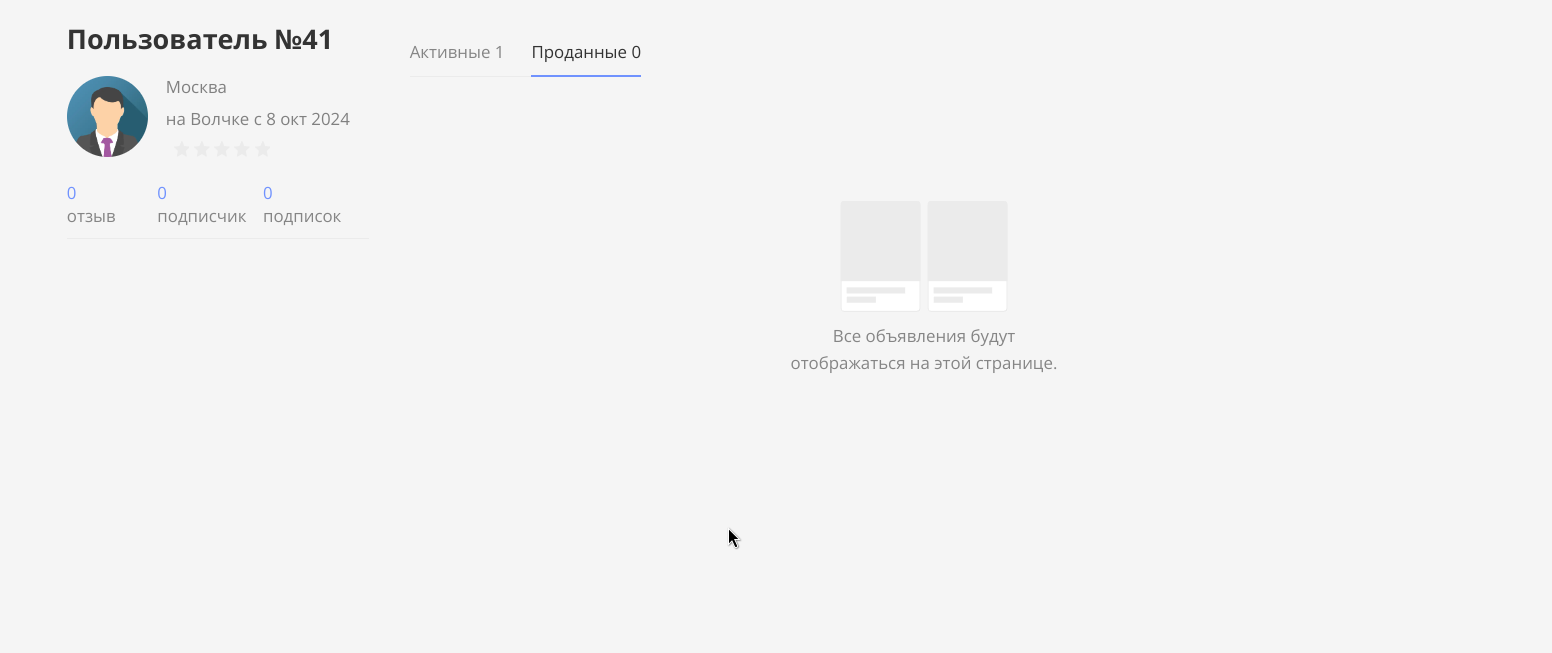 Пользователь №41
Москва
на Волчке с 8 окт 2024
0
отзыв
0
подписчик
0
подписок
Активные 1
Проданные 0
Все объявления будут
отображаться на этой странице.